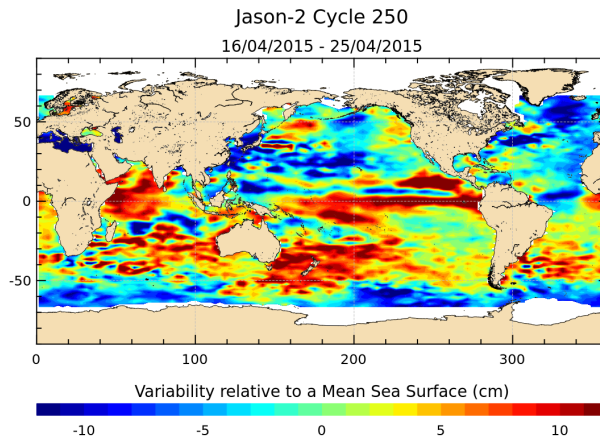 Jason-2 Cycle 250
16/04/2015 - 25/04/2015
50
0
-50
0 100 200 300
Variability relative to a Mean Sea Surface (cm)
-10 -5 0 5 10